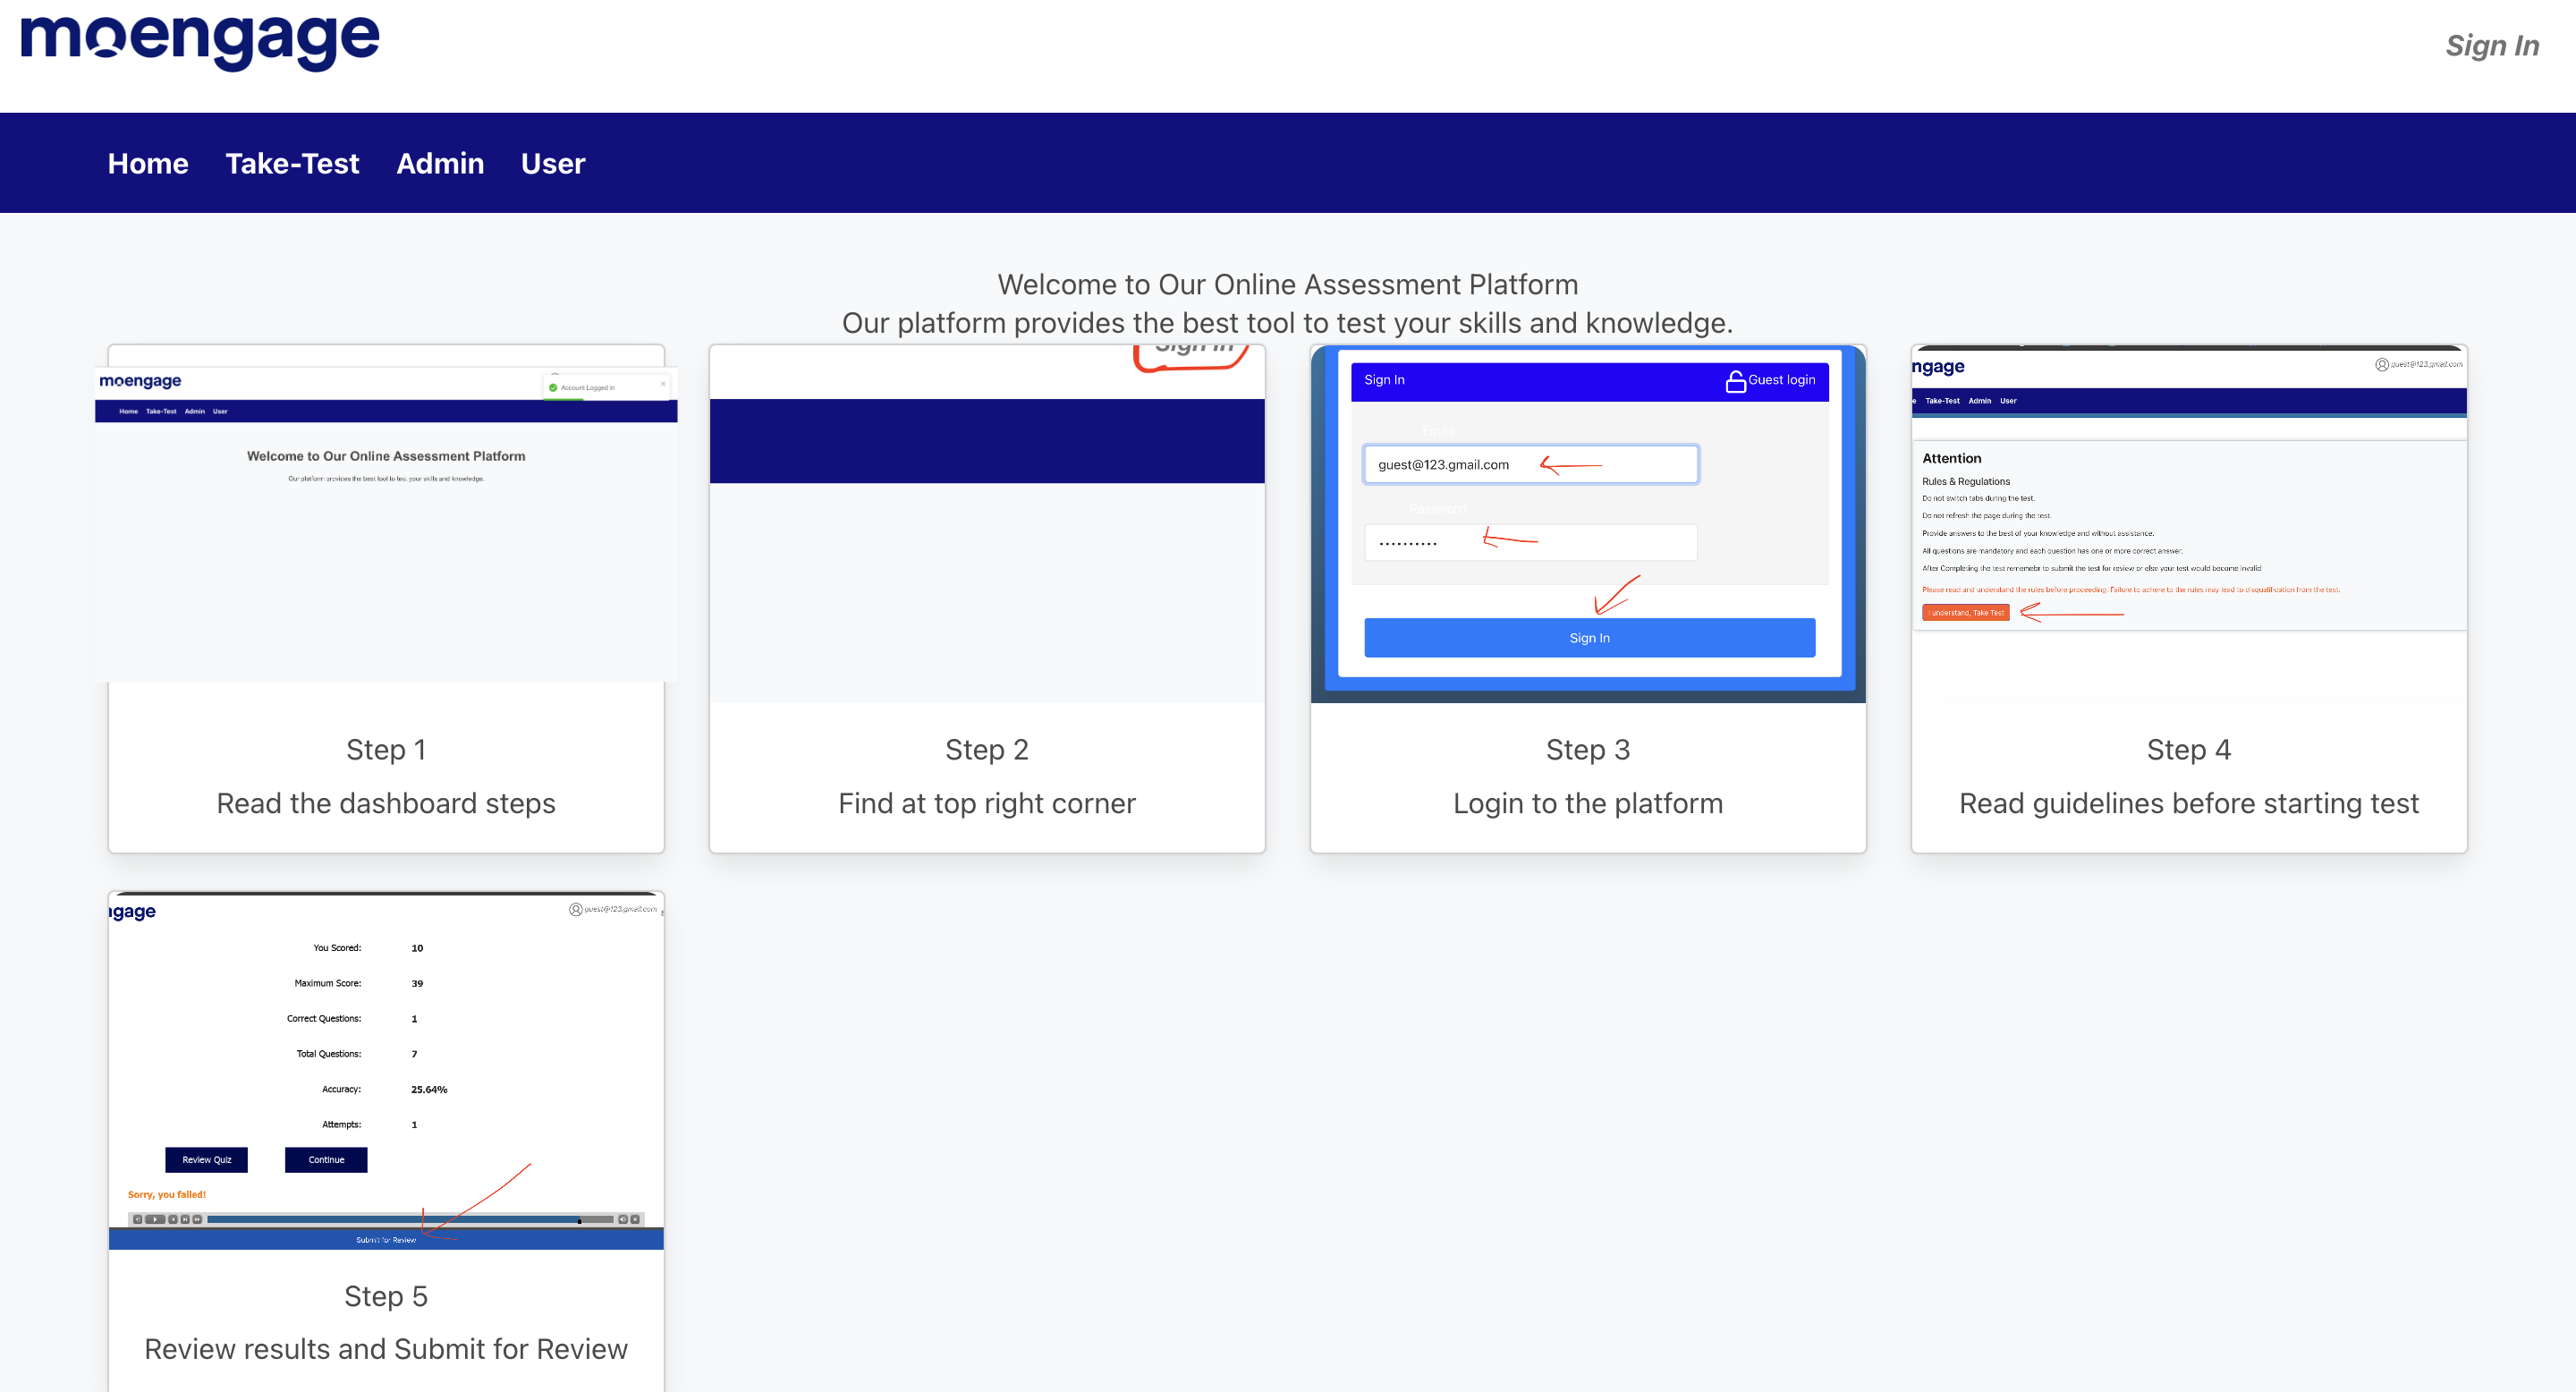 moengage
Sign In
Home Take-Test Admin User
Welcome to Our Online Assessment Platform
Our platform provides the best tool to test your skills and knowledge.
moengage
Account Logged in
Home Take-Test Admin User
Welcome to Our Online Assessment Platform
Our platform provides the best tool to test your skills and knowledge.
Step 1
Read the dashboard steps
Sign In
Step 2
Find at top right corner
Sign In
Guest login
Email
guest@123.gmail.com
Password
Sign In
Step 3
Login to the platform
ngage
guest@123.gmail.com
e Take-Test Admin User
Attention
Rules & Regulations
Do not switch tabs during the test.
Do not refresh the page during the test.
Provide answers to the best of your knowledge and without assistance.
All questions are mandatory and each question has one or more correct answer.
After Completing the test rememebr to submit the test for review or else your test would become invalid
Please read and understand the rules before proceeding. Failure to adhere to the rules may lead to disqualification from the test.
I understand, Take Test
Step 4
Read guidelines before starting test
ngage
guest@123.gmail.com
You Scored: 10
Maximum Score: 39
Correct Questions: 1
Total Questions: 7
Accuracy: 25.64%
Attempts: 1
Review Quiz
Continue
Sorry, you failed!
Submit for Review
Step 5
Review results and Submit for Review